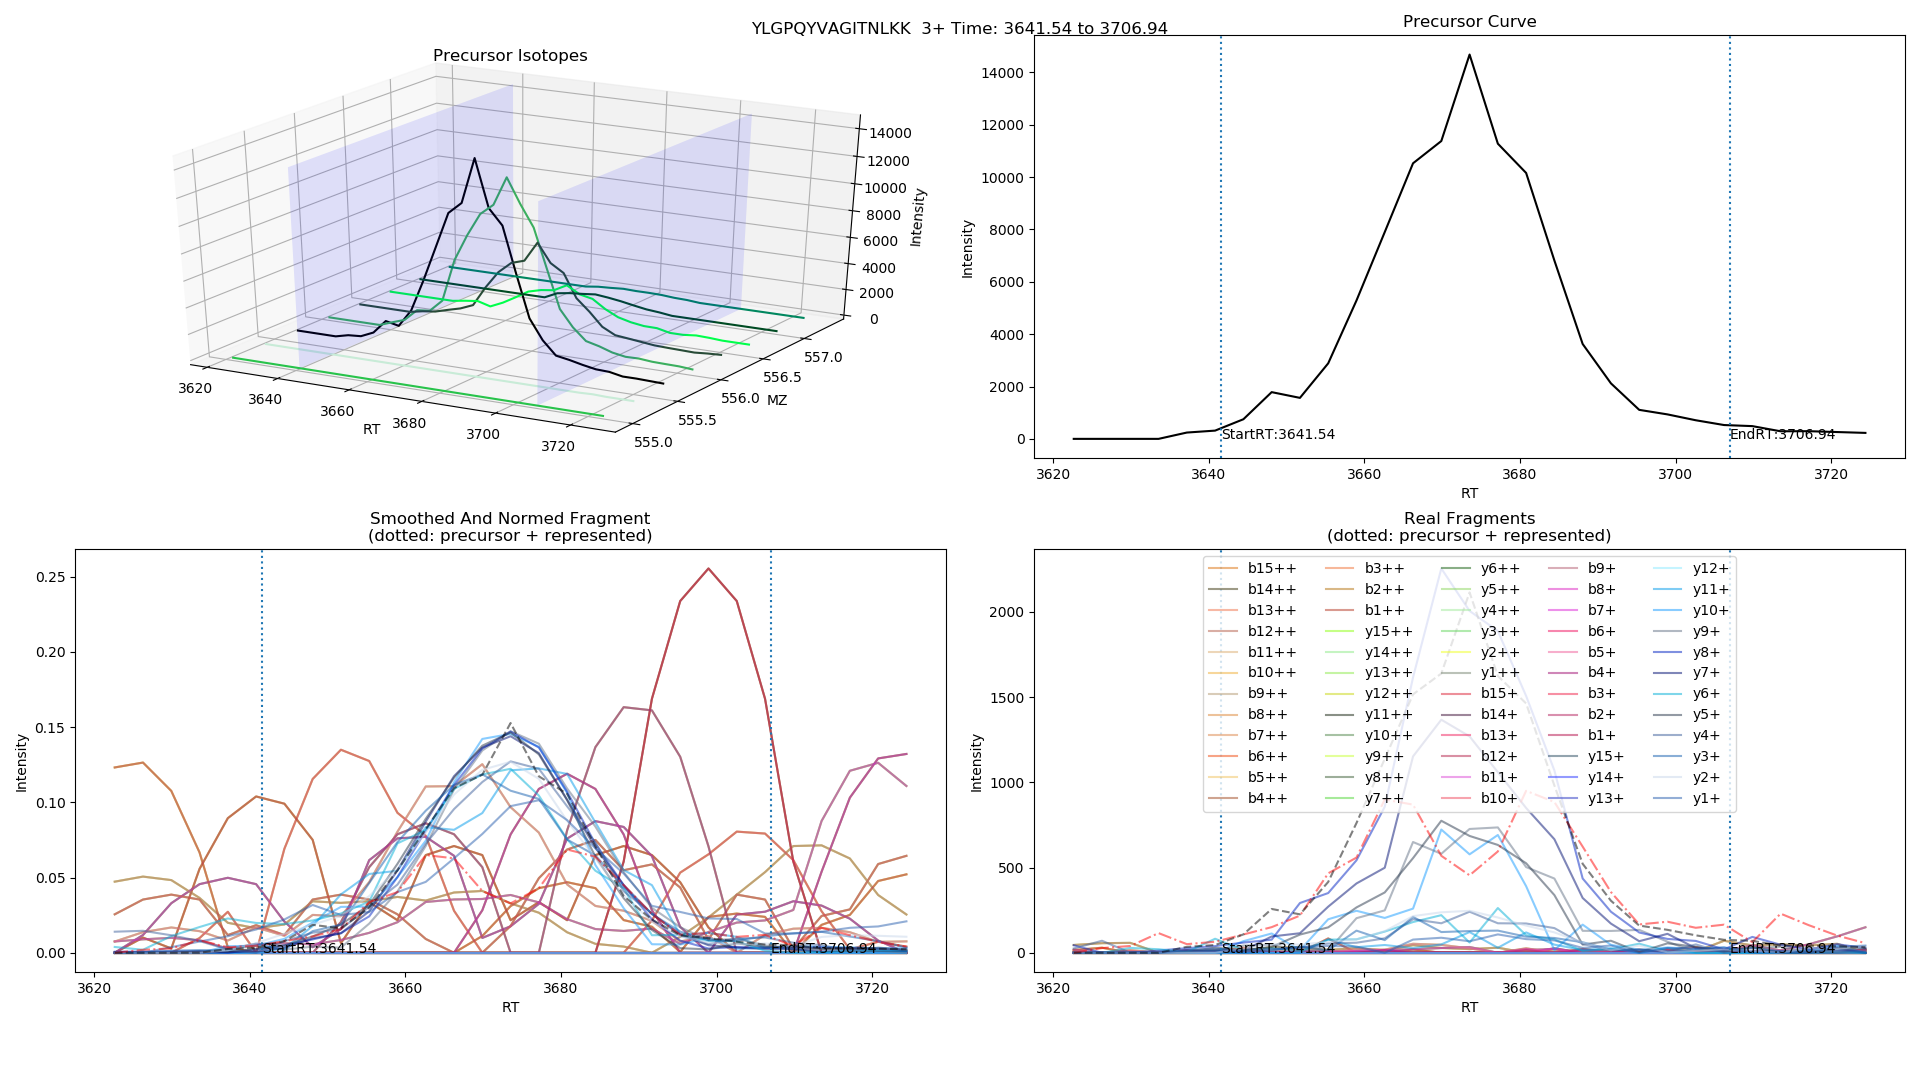 YLGPQYVAGITNLKK  3+ Time: 3641.54 to 3706.94
Precursor Isotopes
14000
12000
10000
8000
6000
4000
2000
0
Intensity
557.0
556.5
556.0
555.5
555.0
MZ
3620
3640
3660
3680
3700
3720
RT
Precursor Curve
14000
12000
10000
8000
6000
4000
2000
0
Intensity
StartRT:3641.54
EndRT:3706.94
3620 3640 3660 3680 3700 3720
RT
Smoothed And Normed Fragment
(dotted: precursor + represented)
0.25
0.20
0.15
0.10
0.05
0.00
Intensity
StartRT:3641.54
EndRT:3706.94
3620 3640 3660 3680 3700 3720
RT
Real Fragments
(dotted: precursor + represented)
2000
1500
1000
500
0
Intensity
b15++ b3++ y6++ b9+ y12+
b14++ b2++ y5++ b8+ y11+
b13++ b1++ y4++ b7+ y10+
b12++ y15++ y3++ b6+ y9+
b11++ y14++ y2++ b5+ y8+
b10++ y13++ y1++ b4+ y7+
b9++ y12++ b15+ b3+ y6+
b8++ y11++ b14+ b2+ y5+
b7++ y10++ b13+ b1+ y4+
b6++ y9++ b12+ y15+ y3+
b5++ y8++ b11+ y14+ y2+
b4++ y7++ b10+ y13+ y1+
StartRT:3641.54
EndRT:3706.94
3620 3640 3660 3680 3700 3720
RT